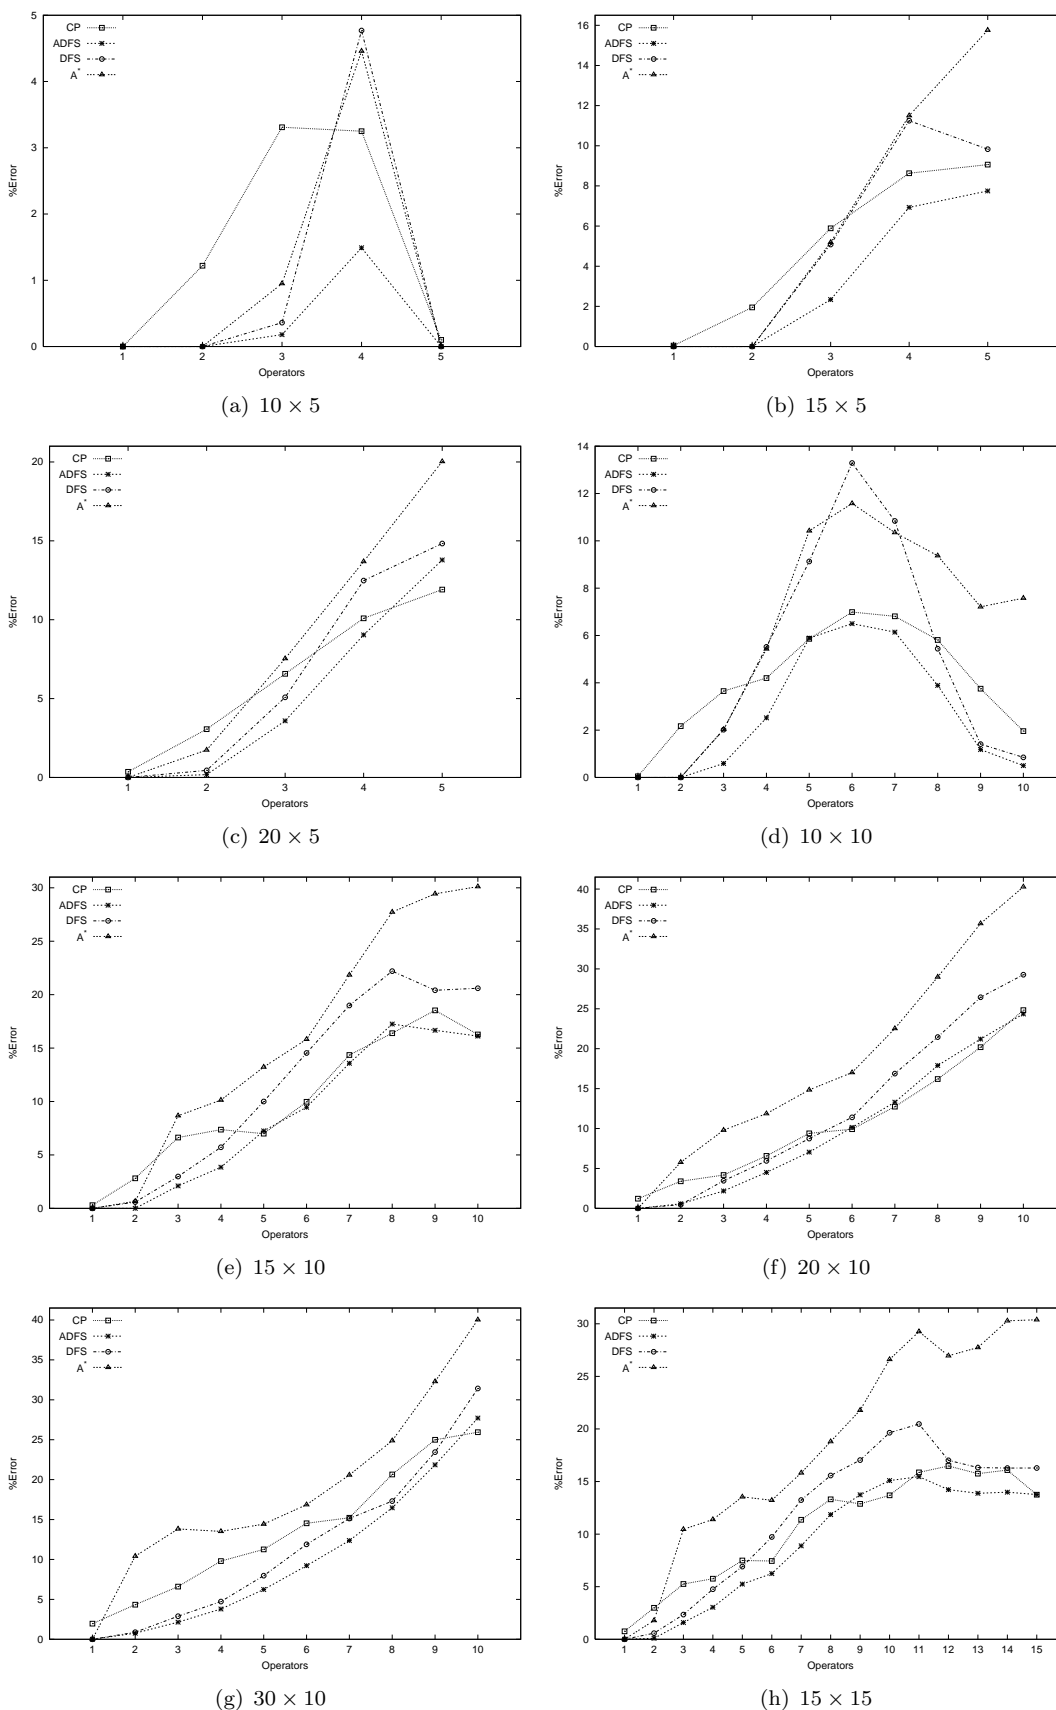 5
4
3
2
1
0
1 2 3 4 5
%Error
Operators
CP
ADFS
DFS
A*
(a) 10 × 5
16
14
12
10
8
6
4
2
0
1 2 3 4 5
%Error
Operators
CP
ADFS
DFS
A*
(b) 15 × 5
20
15
10
5
0
1 2 3 4 5
%Error
Operators
CP
ADFS
DFS
A*
(c) 20 × 5
14
12
10
8
6
4
2
0
1 2 3 4 5 6 7 8 9 10
%Error
Operators
CP
ADFS
DFS
A*
(d) 10 × 10
30
25
20
15
10
5
0
1 2 3 4 5 6 7 8 9 10
%Error
Operators
CP
ADFS
DFS
A*
(e) 15 × 10
40
35
30
25
20
15
10
5
0
1 2 3 4 5 6 7 8 9 10
%Error
Operators
CP
ADFS
DFS
A*
(f) 20 × 10
40
35
30
25
20
15
10
5
0
1 2 3 4 5 6 7 8 9 10
%Error
Operators
CP
ADFS
DFS
A*
(g) 30 × 10
30
25
20
15
10
5
0
1 2 3 4 5 6 7 8 9 10 11 12 13 14 15
%Error
Operators
CP
ADFS
DFS
A*
(h) 15 × 15